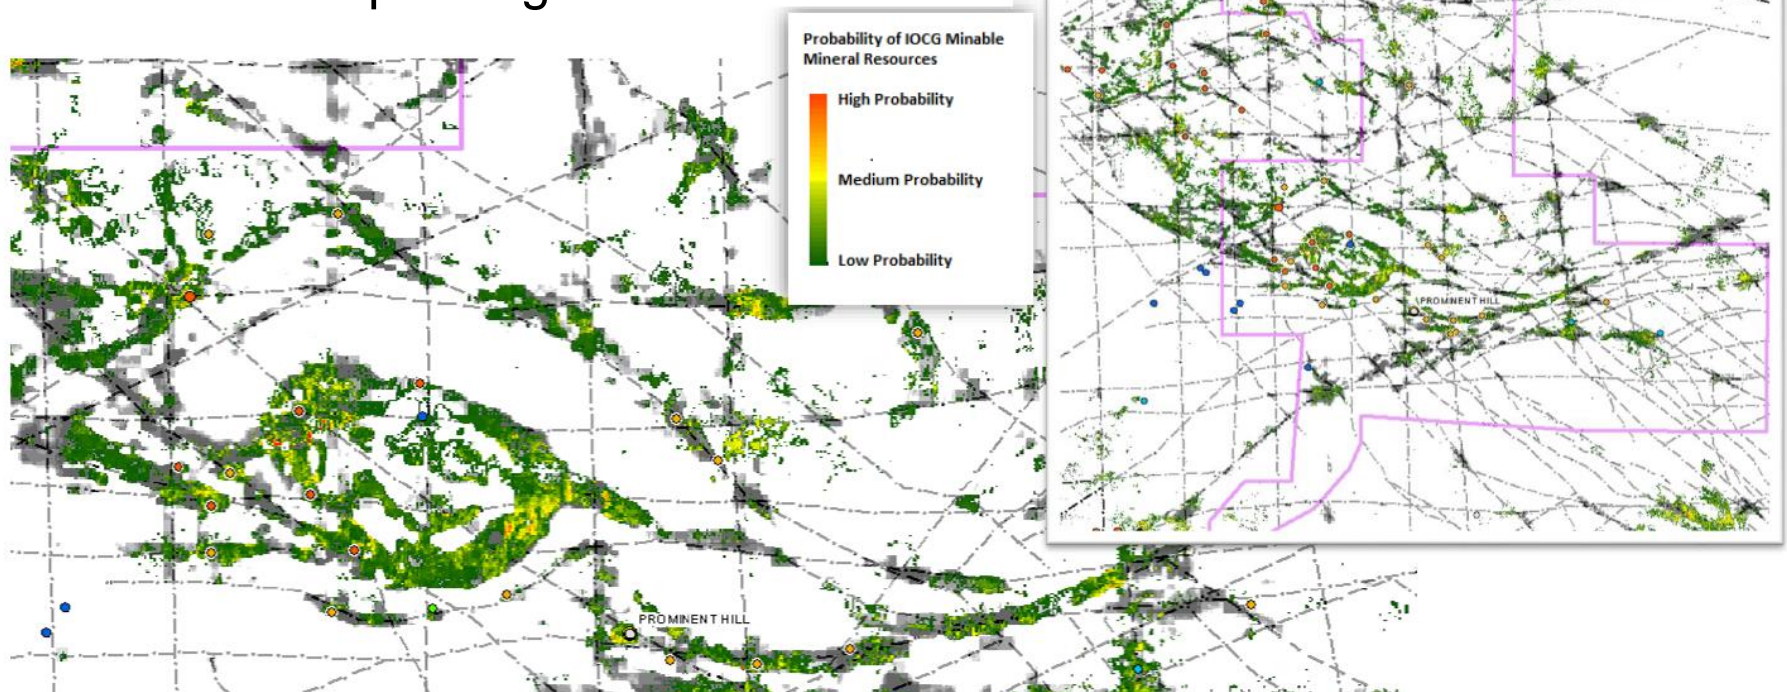 Probability of IOCG Minable
Mineral Resources
High Probability
Medium Probability
Low Probability
PROMINENT HILL
PROMINENT HILL